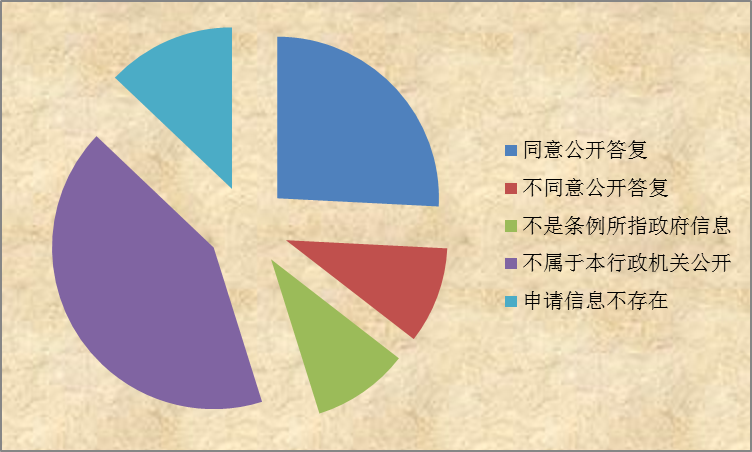 同意公开答复
不同意公开答复
不是条例所指政府信息
不属于本行政机关公开
申请信息不存在